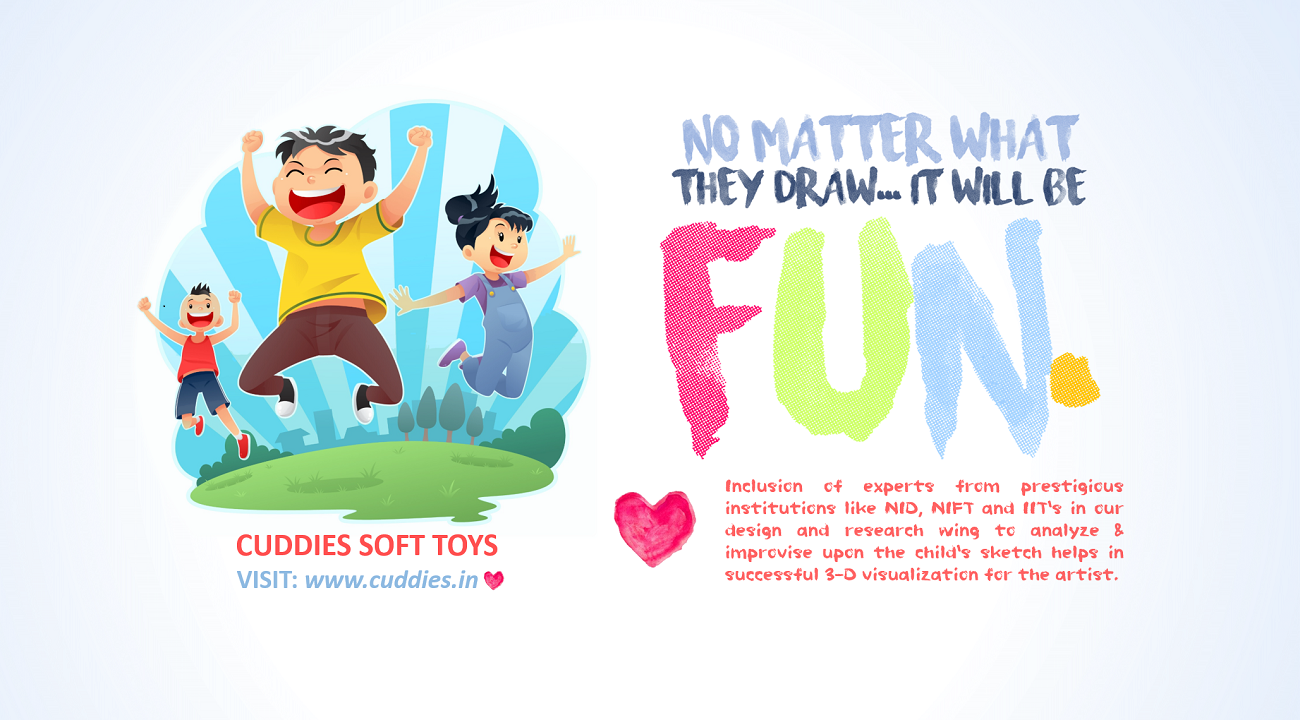 NO MATTER WHAT
THEY DRAW... IT WILL BE
FUN.
Inclusion of experts from prestigious
institutions like NID, NIFT and IIT's in our
design and research wing to analyze &
improvise upon the child's sketch helps in
successful 3-D visualization for the artist.
CUDDIES SOFT TOYS
VISIT: www.cuddies.in